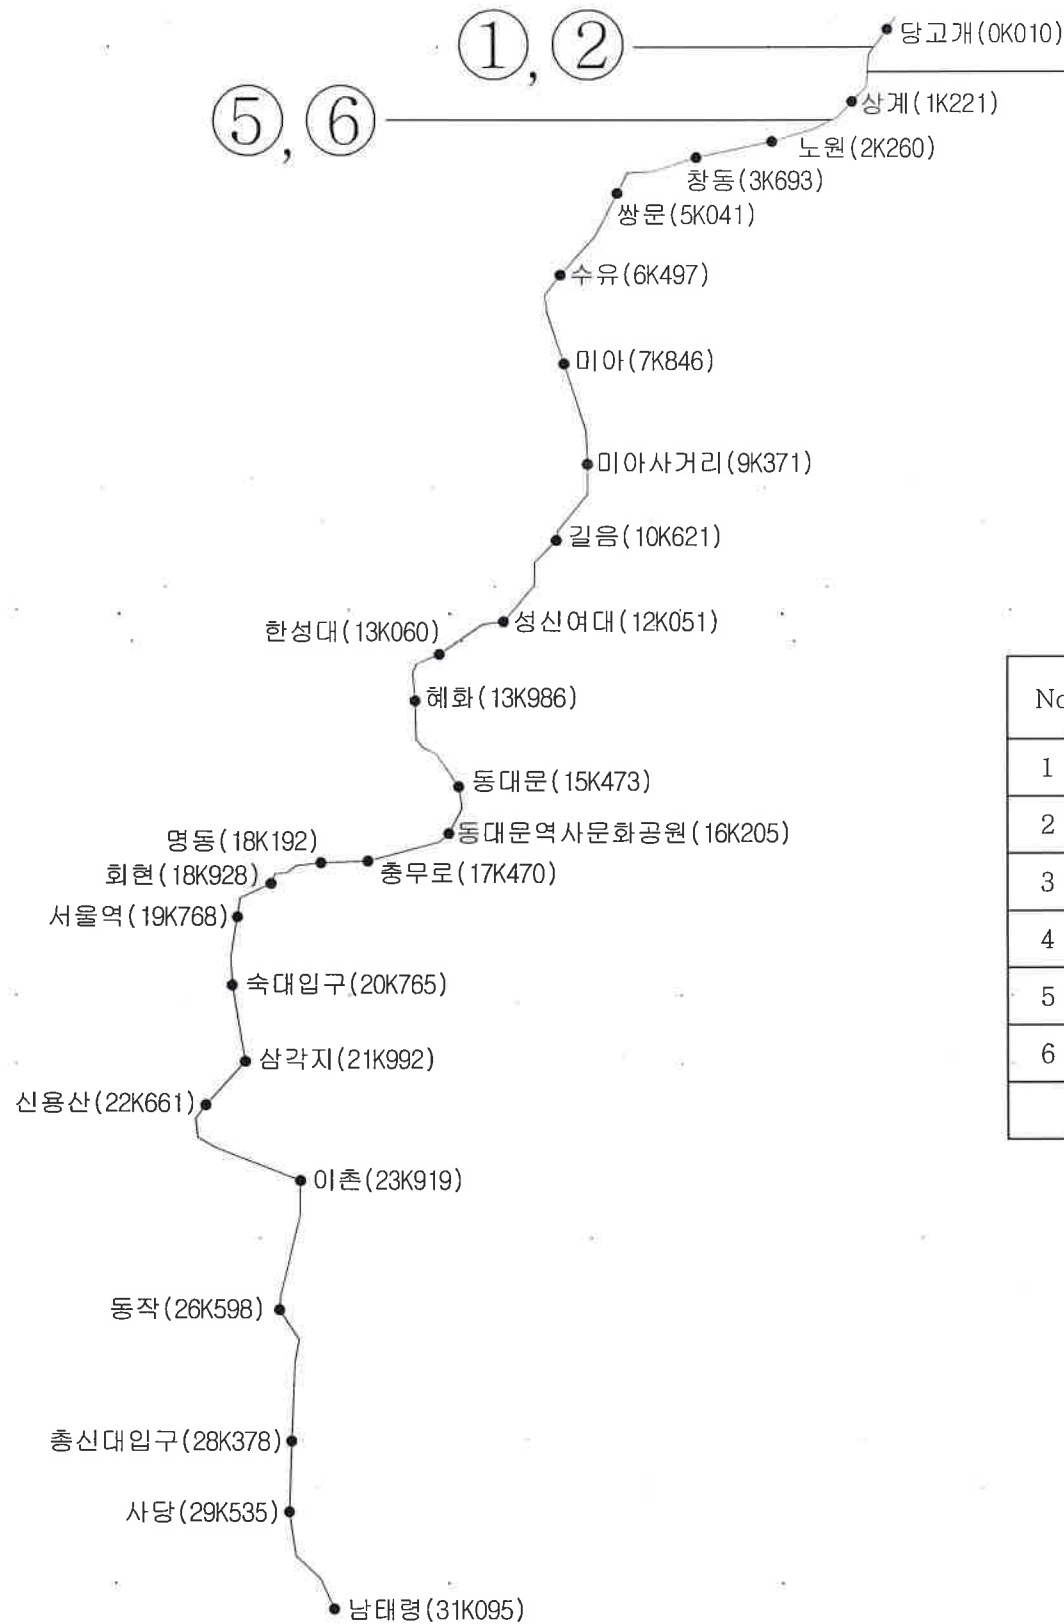 당고개(0K010)
①, ②
상계(1K221)
⑤, ⑥
노원(2K260)
창동(3K693)
쌍문(5K041)
수유(6K497)
미아(7K846)
미아사거리(9K371)
길음(10K621)
성신여대(12K051)
한성대(13K060)
혜화(13K986)
동대문(15K473)
동대문역사문화공원(16K205)
명동(18K192)
충무로(17K470)
회현(18K928)
서울역(19K768)
숙대입구(20K765)
삼각지(21K992)
신용산(22K661)
이촌(23K919)
동작(26K598)
총신대입구(28K378)
사당(29K535)
남태령(31K095)
No
1
2
3
4
5
6